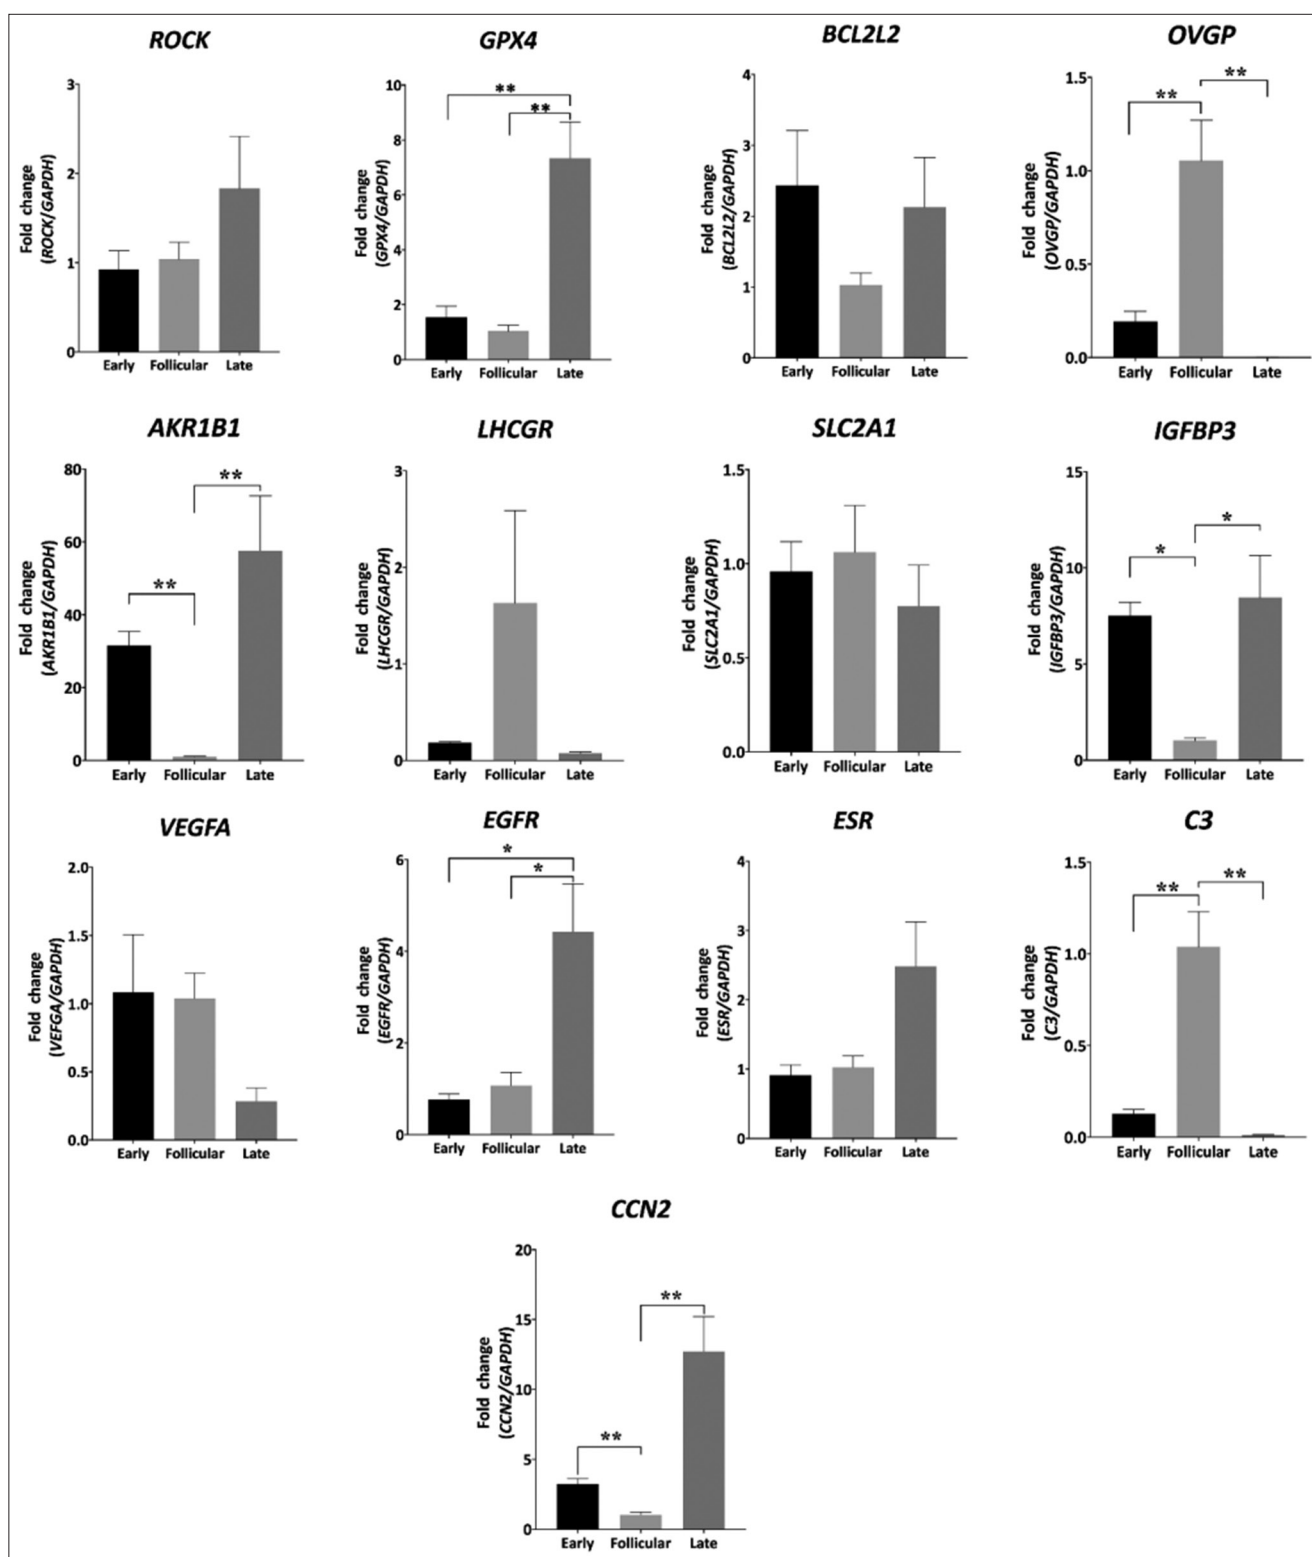 ROCK
Fold change
(ROCK/GAPDH)
3
2
1
0
Early Follicular Late
GPX4
Fold change
(GPX4/GAPDH)
10
8
6
4
2
0
**
**
Early Follicular Late
BCL2L2
Fold change
(BCL2L2/GAPDH)
4
3
2
1
0
Early Follicular Late
OVGP
Fold change
(OVGP/GAPDH)
1.5
1.0
0.5
0.0
**
**
Early Follicular Late
AKR1B1
Fold change
(AKR1B1/GAPDH)
80
60
40
20
0
**
**
Early Follicular Late
LHCGR
Fold change
(LHCGR/GAPDH)
3
2
1
0
Early Follicular Late
SLC2A1
Fold change
(SLC2A1/GAPDH)
1.5
1.0
0.5
0.0
Early Follicular Late
IGFBP3
Fold change
(IGFBP3/GAPDH)
15
10
5
0
*
*
Early Follicular Late
VEGFA
Fold change
(VEFGA/GAPDH)
2.0
1.5
1.0
0.5
0.0
Early Follicular Late
EGFR
Fold change
(EGFR/GAPDH)
6
4
2
0
*
*
Early Follicular Late
ESR
Fold change
(ESR/GAPDH)
4
3
2
1
0
Early Follicular Late
C3
Fold change
(C3/GAPDH)
1.5
1.0
0.5
0.0
**
**
Early Follicular Late
CCN2
Fold change
(CCN2/GAPDH)
20
15
10
5
0
**
**
Early Follicular Late